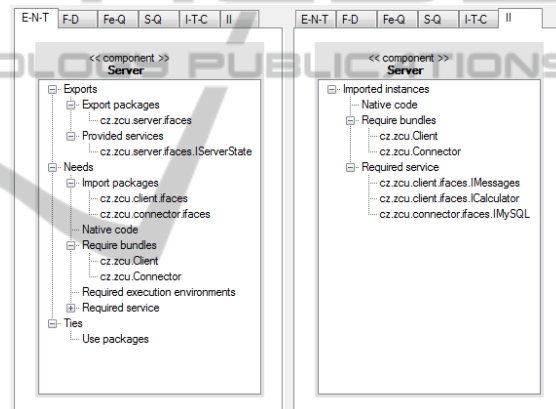 E-N-T F-D Fe-Q S-Q I-T-C II
<< component >>
Server
Exports
Export packages
cz.zcu.server.ifaces
Provided services
cz.zcu.server.ifaces.IServerState
Needs
Import packages
cz.zcu.client.ifaces
cz.zcu.connector.ifaces
Native code
Require bundles
cz.zcu.Client
cz.zcu.Connector
Required execution environments
Required service
Ties
Use packages
E-N-T F-D Fe-Q S-Q I-T-C II
<< component >>
Server
Imported instances
Native code
Require bundles
cz.zcu.Client
cz.zcu.Connector
Required service
cz.zcu.client.ifaces.IMessages
cz.zcu.client.ifaces.ICalculator
cz.zcu.connector.ifaces.IMySQL